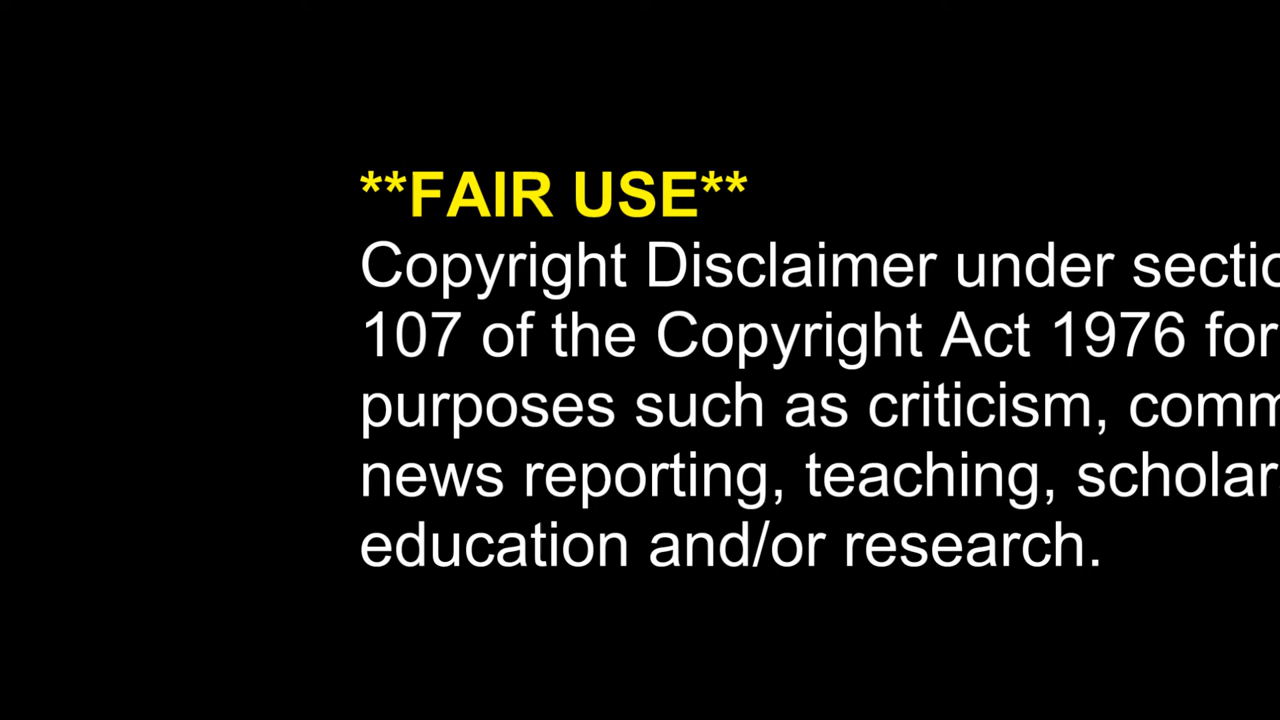 **FAIR USE**
Copyright Disclaimer under sectio
107 of the Copyright Act 1976 for
purposes such as criticism, comm
news reporting, teaching, scholar
education and/or research.